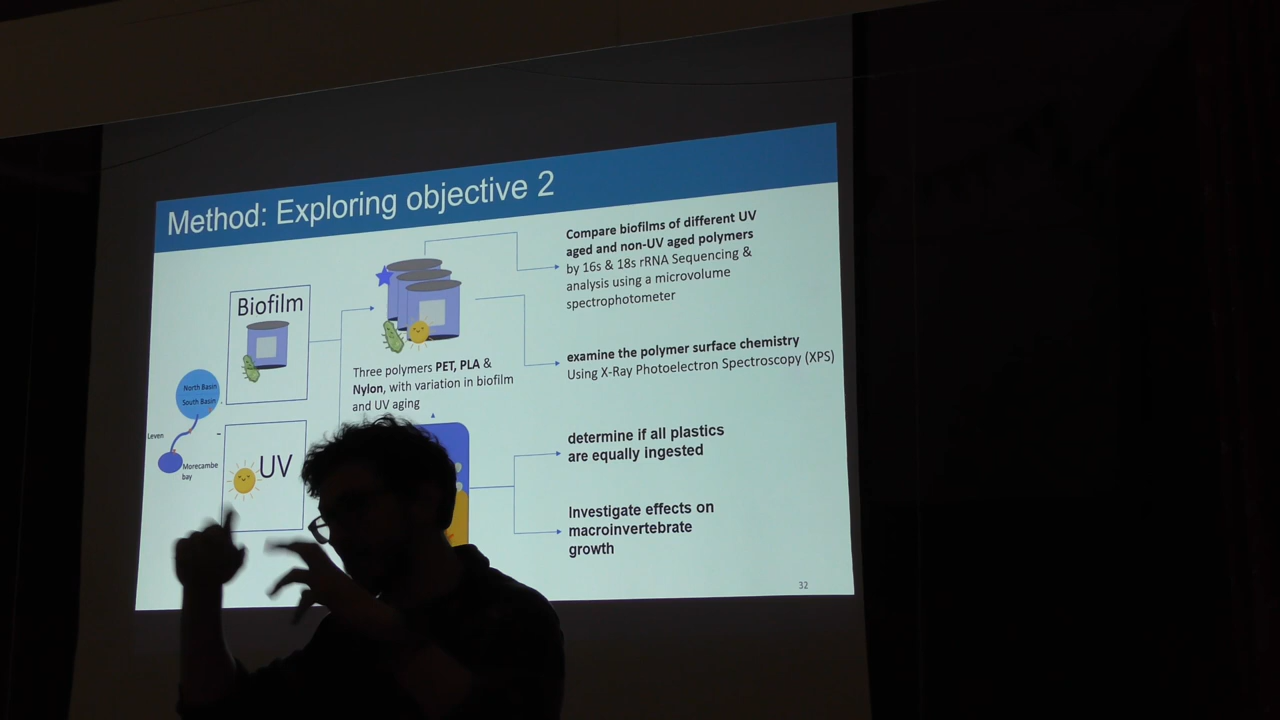 Method: Exploring objective 2
Biofilm
North Basin
South Basin
Leven
Morecambe
bay
UV
Three polymers PET, PLA &
Nylon, with variation in biofilm
and UV aging
Compare biofilms of different UV
aged and non-UV aged polymers
by 16s & 18s rRNA Sequencing &
analysis using a microvolume
spectrophotometer
examine the polymer surface chemistry
Using X-Ray Photoelectron Spectroscopy (XPS)
determine if all plastics
are equally ingested
Investigate effects on
macroinvertebrate
growth
32